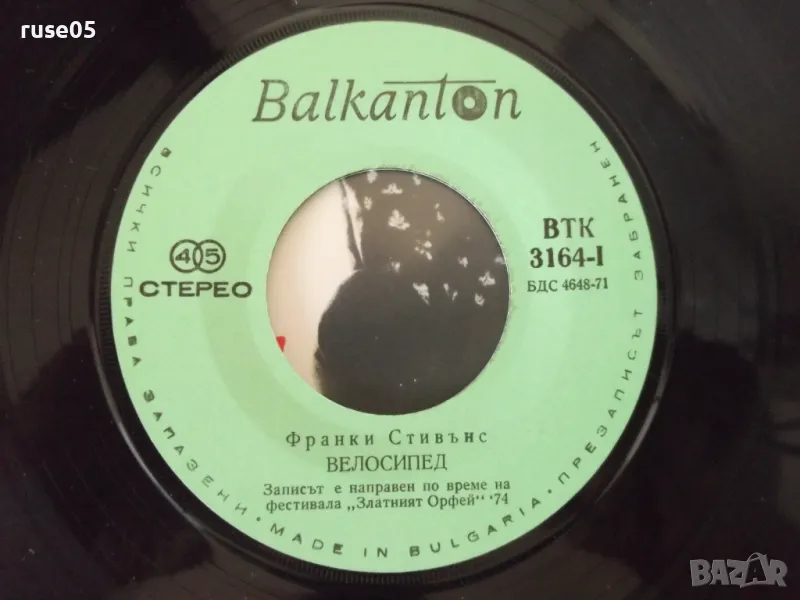 ruse05
Balkanton
ВТК
3164-I
БДС 4648-71
45
СТЕРЕО
Франки Стивънс
ВЕЛОСИПЕД
Записът е направен по време на
фестивала „Златният Орфей“ '74
ВСИЧКИ ПРАВА ЗАПАЗЕНИ · MADE IN BULGARIA · ПРЕЗАПИСЪТ ЗАБРАНЕН
BAZAR